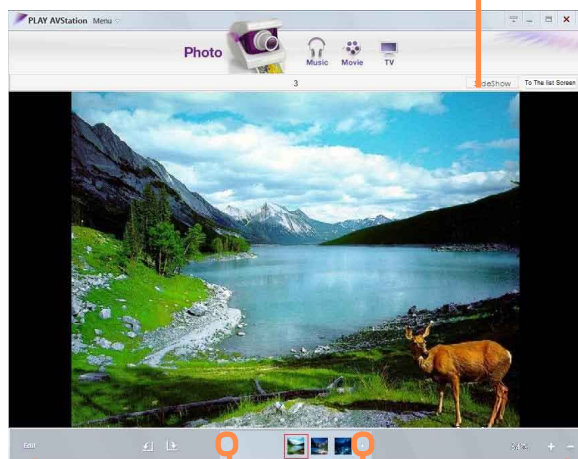 PLAY AVStation Menu
Photo
Music Movie TV
3
SlideShow To The list Screen
Edit